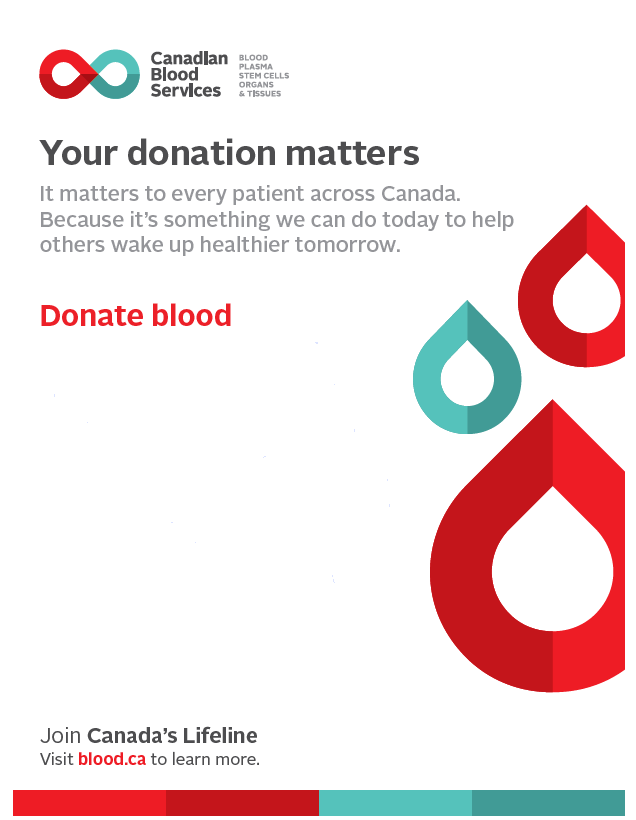 Canadian
Blood
Services
BLOOD
PLASMA
STEM CELLS
ORGANS
& TISSUES
Your donation matters
It matters to every patient across Canada.
Because it's something we can do today to help
others wake up healthier tomorrow.
Donate blood
Join Canada's Lifeline
Visit blood.ca to learn more.